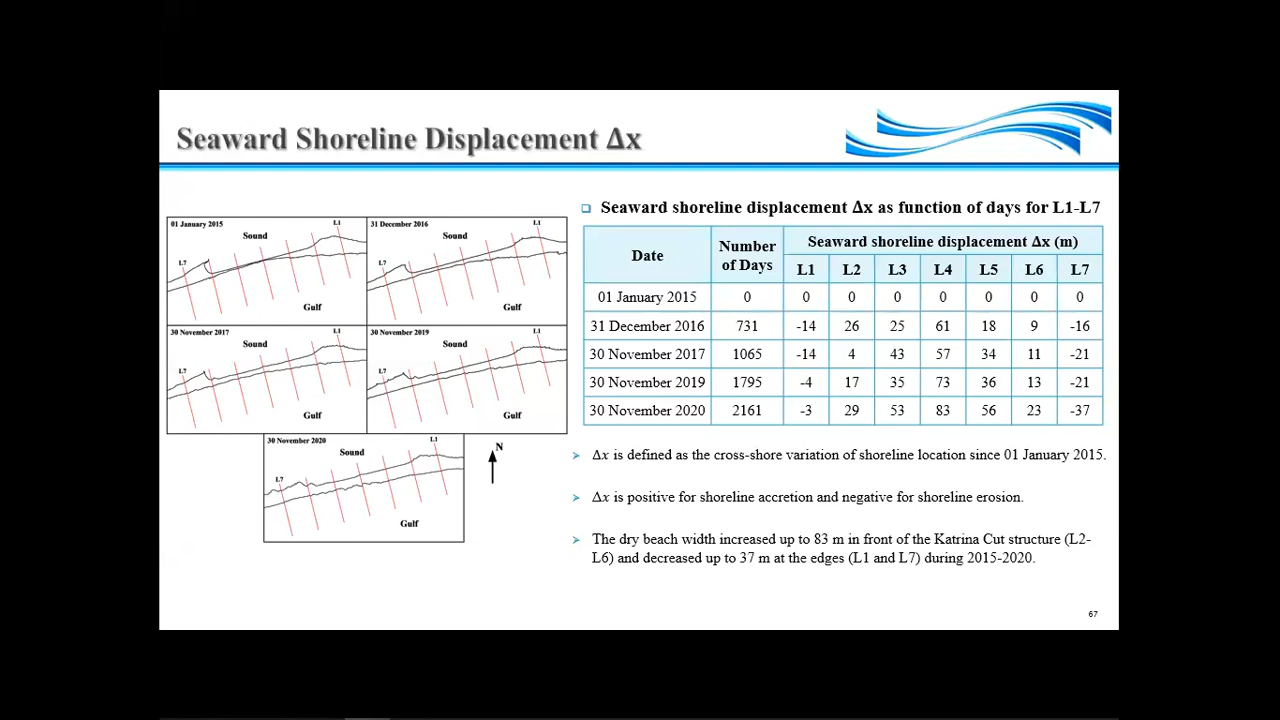 Seaward Shoreline Displacement Δx
01 January 2015
L1
Sound
L7
Gulf
31 December 2016
L1
Sound
L7
Gulf
30 November 2017
L1
Sound
L7
Gulf
30 November 2019
L1
Sound
L7
Gulf
30 November 2020
L1
Sound
L7
Gulf
N
Seaward shoreline displacement Δx as function of days for L1-L7
Date Number of Days Seaward shoreline displacement Δx (m)
L1 L2 L3 L4 L5 L6 L7
01 January 2015 0 0 0 0 0 0 0 0
31 December 2016 731 -14 26 25 61 18 9 -16
30 November 2017 1065 -14 4 43 57 34 11 -21
30 November 2019 1795 -4 17 35 73 36 13 -21
30 November 2020 2161 -3 29 53 83 56 23 -37
Δx is defined as the cross-shore variation of shoreline location since 01 January 2015.
Δx is positive for shoreline accretion and negative for shoreline erosion.
The dry beach width increased up to 83 m in front of the Katrina Cut structure (L2-
L6) and decreased up to 37 m at the edges (L1 and L7) during 2015-2020.
67